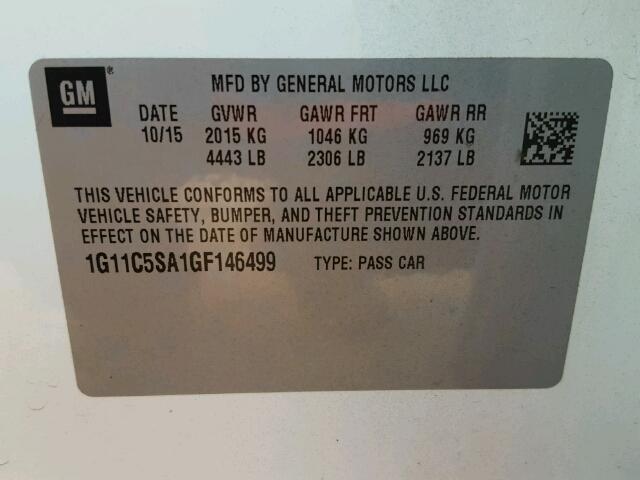 GM ®
MFD BY GENERAL MOTORS LLC
DATE GVWR GAWR FRT GAWR RR
10/15 2015 KG 1046 KG 969 KG
4443 LB 2306 LB 2137 LB
THIS VEHICLE CONFORMS TO ALL APPLICABLE U.S. FEDERAL MOTOR
VEHICLE SAFETY, BUMPER, AND THEFT PREVENTION STANDARDS IN
EFFECT ON THE DATE OF MANUFACTURE SHOWN ABOVE.
1G11C5SA1GF146499 TYPE: PASS CAR